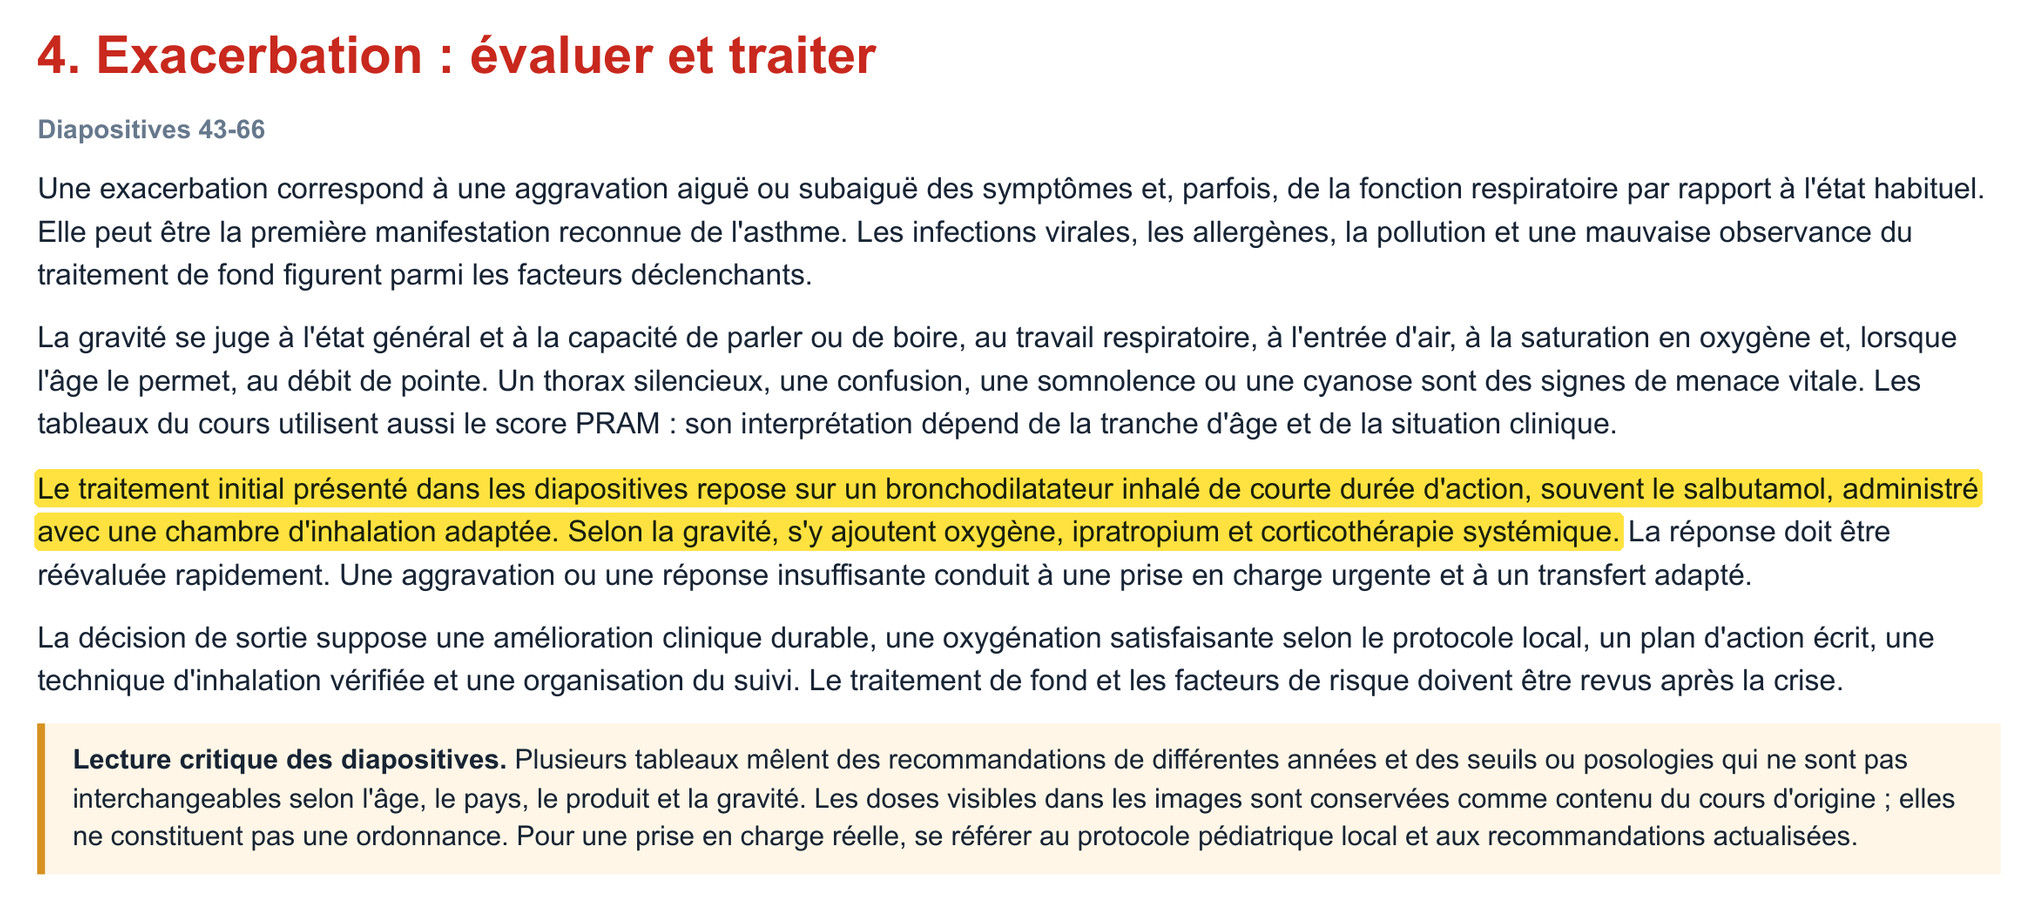 4. Exacerbation : évaluer et traiter
Diapositives 43-66
Une exacerbation correspond à une aggravation aiguë ou subaiguë des symptômes et, parfois, de la fonction respiratoire par rapport à l'état habituel.
Elle peut être la première manifestation reconnue de l'asthme. Les infections virales, les allergènes, la pollution et une mauvaise observance du
traitement de fond figurent parmi les facteurs déclenchants.
La gravité se juge à l'état général et à la capacité de parler ou de boire, au travail respiratoire, à l'entrée d'air, à la saturation en oxygène et, lorsque
l'âge le permet, au débit de pointe. Un thorax silencieux, une confusion, une somnolence ou une cyanose sont des signes de menace vitale. Les
tableaux du cours utilisent aussi le score PRAM : son interprétation dépend de la tranche d'âge et de la situation clinique.
Le traitement initial présenté dans les diapositives repose sur un bronchodilatateur inhalé de courte durée d'action, souvent le salbutamol, administré
avec une chambre d'inhalation adaptée. Selon la gravité, s'y ajoutent oxygène, ipratropium et corticothérapie systémique. La réponse doit être
réévaluée rapidement. Une aggravation ou une réponse insuffisante conduit à une prise en charge urgente et à un transfert adapté.
La décision de sortie suppose une amélioration clinique durable, une oxygénation satisfaisante selon le protocole local, un plan d'action écrit, une
technique d'inhalation vérifiée et une organisation du suivi. Le traitement de fond et les facteurs de risque doivent être revus après la crise.
Lecture critique des diapositives. Plusieurs tableaux mêlent des recommandations de différentes années et des seuils ou posologies qui ne sont pas
interchangeables selon l'âge, le pays, le produit et la gravité. Les doses visibles dans les images sont conservées comme contenu du cours d'origine ; elles
ne constituent pas une ordonnance. Pour une prise en charge réelle, se référer au protocole pédiatrique local et aux recommandations actualisées.